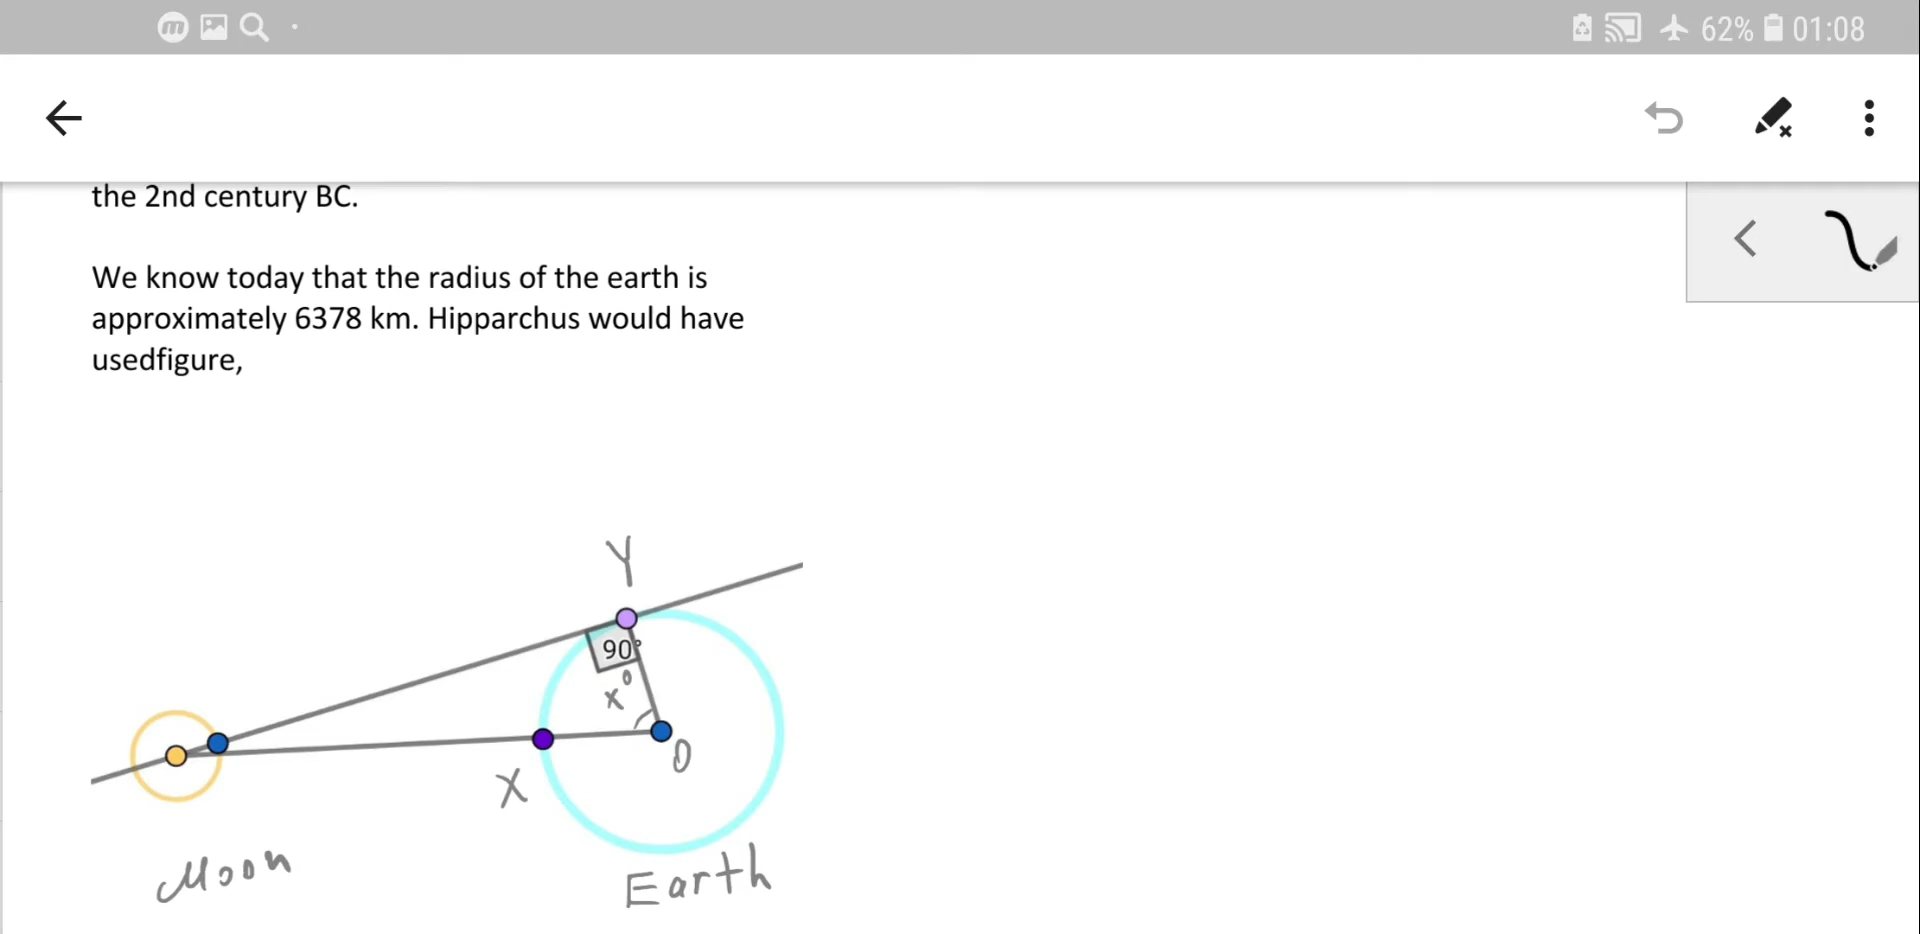 62% 01:08
the 2nd century BC.
We know today that the radius of the earth is
approximately 6378 km. Hipparchus would have
usedfigure,
Y
90°
x°
O
X
Moon
Earth